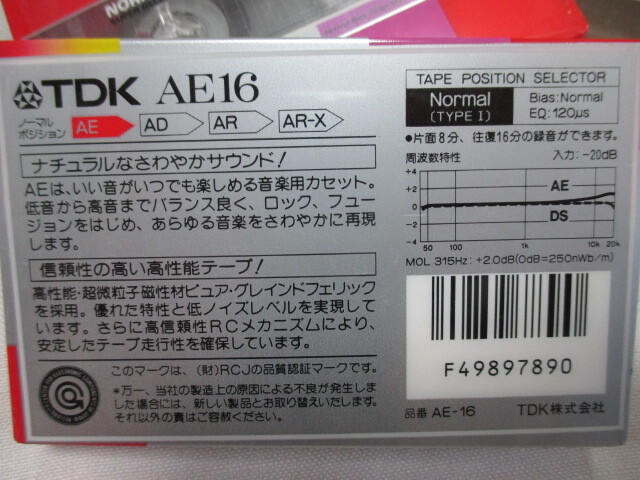 NOR
TDK AE16
ノーマル
ポジション
AE
AD
AR
AR-X
ナチュラルなさわやかサウンド!
AEは、いい音がいつでも楽しめる音楽用カセット。
低音から高音までバランス良く、ロック、フュー
ジョンをはじめ、あらゆる音楽をさわやかに再現
します。
信頼性の高い高性能テープ!
高性能・超微粒子磁性材ピュア・グレインドフェリック
を採用。優れた特性と低ノイズレベルを実現して
います。さらに高信頼性RCメカニズムにより、
安定したテープ走行性を確保しています。
このマークは、(財)RCJの品質認証マークです。
*万一、当社の製造上の原因による不良が発生しま
した場合には、新しい製品とお取り替えいたします。
それ以外の責はご容赦ください。
TAPE POSITION SELECTOR
Normal
(TYPE I)
Bias:Normal
EQ:120μs
●片面8分、往復16分の録音ができます。
周波数特性 入力:-20dB
+4
+2
0
-2
-4
AE
DS
50 100 1k 10k 20k
MOL 315Hz: +2.0dB(0dB=250nWb/m)
F49897890
品番 AE-16 TDK株式会社